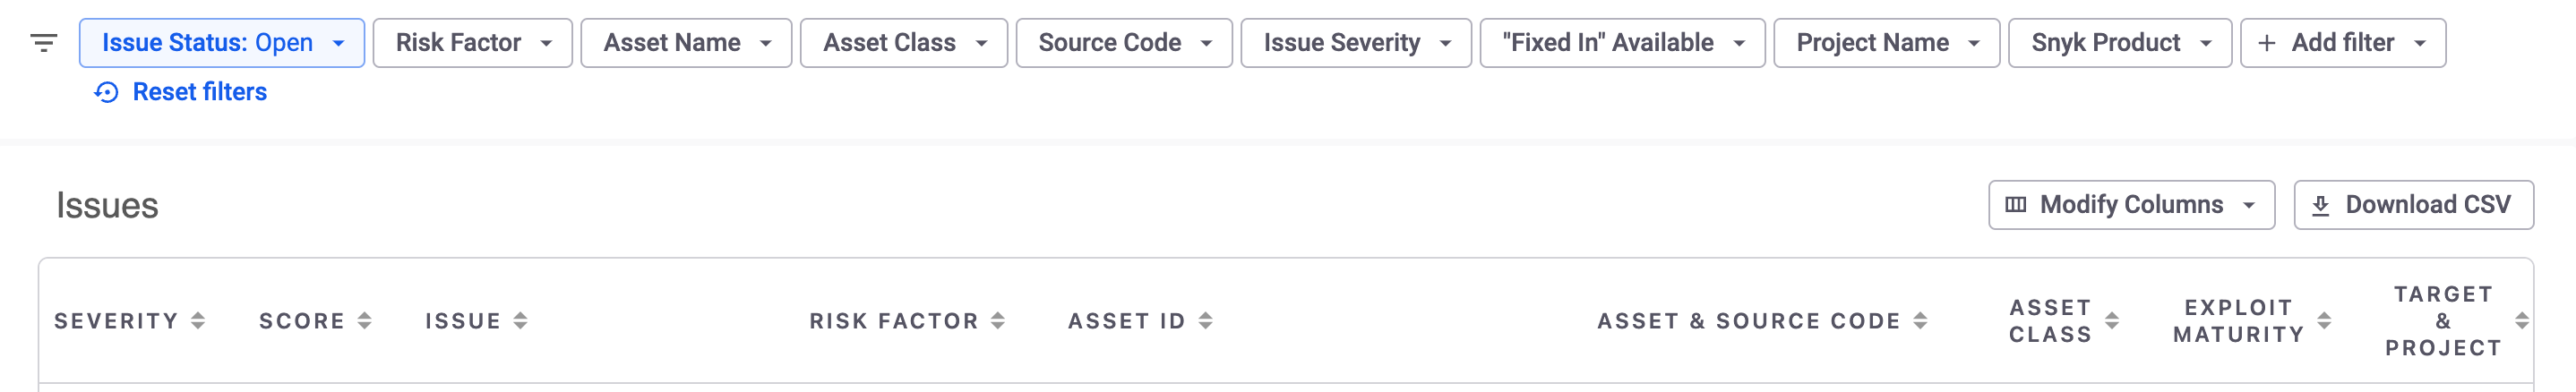 Issue Status: Open Risk Factor Asset Name Asset Class Source Code Issue Severity "Fixed In" Available Project Name Snyk Product + Add filter
Reset filters
Issues Modify Columns Download CSV
SEVERITY SCORE ISSUE RISK FACTOR ASSET ID ASSET & SOURCE CODE ASSET CLASS EXPLOIT MATURITY TARGET & PROJECT